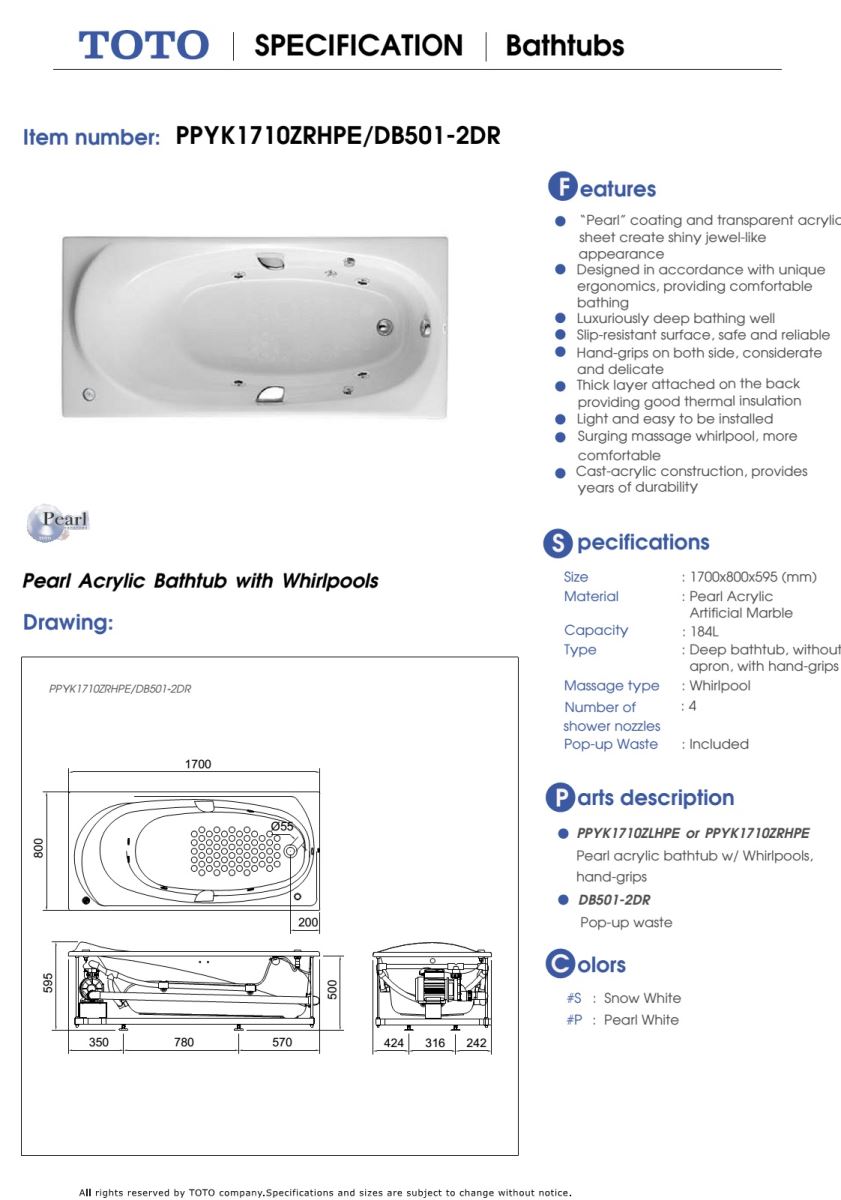 TOTO | SPECIFICATION | Bathtubs
Item number: PPYK1710ZRHPE/DB501-2DR
Features
“Pearl” coating and transparent acrylic
sheet create shiny jewel-like
appearance
Designed in accordance with unique
ergonomics, providing comfortable
bathing
Luxuriously deep bathing well
Slip-resistant surface, safe and reliable
Hand-grips on both side, considerate
and delicate
Thick layer attached on the back
providing good thermal insulation
Light and easy to be installed
Surging massage whirlpool, more
comfortable
Cast-acrylic construction, provides
years of durability
Pearl
Pearl Acrylic Bathtub with Whirlpools
Specifications
Size : 1700x800x595 (mm)
Material : Pearl Acrylic
Artificial Marble
Capacity : 184L
Type : Deep bathtub, without
apron, with hand-grips
Massage type : Whirlpool
Number of : 4
shower nozzles
Pop-up Waste : Included
Drawing:
PPYK1710ZRHPE/DB501-2DR
1700
800
Ø55
200
595
500
350 780 570
424 316 242
Parts description
PPYK1710ZLHPE or PPYK1710ZRHPE
Pearl acrylic bathtub w/ Whirlpools,
hand-grips
DB501-2DR
Pop-up waste
Colors
#S : Snow White
#P : Pearl White
All rights reserved by TOTO company.Specifications and sizes are subject to change without notice.